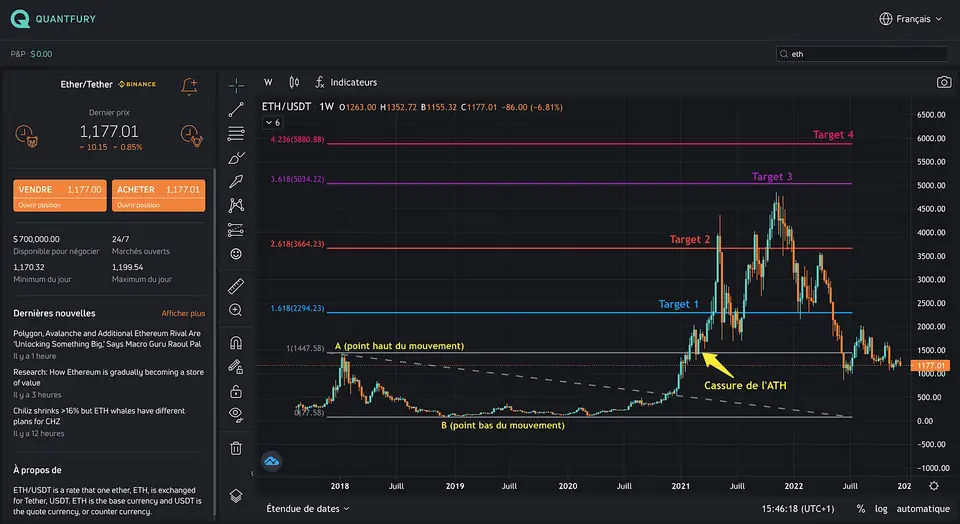 QUANTFURY
Français
P&P $0.00
eth
Ether/Tether BINANCE
Dernier prix
1,177.01
10.15 0.85%
VENDRE 1,177.00
Ouvrir position
ACHETER 1,177.01
Ouvrir position
$700,000.00 24/7
Disponible pour négocier Marchés ouverts
1,170.32 1,199.54
Minimum du jour Maximum du jour
Dernières nouvelles Afficher plus
Polygon, Avalanche and Additional Ethereum Rival Are
'Unlocking Something Big,' Says Macro Guru Raoul Pal
Il y a 1 heure
Research: How Ethereum is gradually becoming a store
of value
Il y a 3 heures
Chiliz shrinks >16% but ETH whales have different
plans for CHZ
Il y a 12 heures
À propos de
ETH/USDT is a rate that one ether, ETH, is exchanged
for Tether, USDT. ETH is the base currency and USDT is
the quote currency, or counter currency.
W Indicateurs
ETH/USDT · 1W O1263.00 H1352.72 B1155.32 C1177.01 −86.00 (−6.81%)
6
4.236(5880.88)
Target 4
3.618(5034.22)
Target 3
2.618(3664.23)
Target 2
1.618(2294.23)
Target 1
1(1447.58)
A (point haut du mouvement)
Cassure de l'ATH
0(77.58)
B (point bas du mouvement)
6500.00
6000.00
5500.00
5000.00
4500.00
4000.00
3500.00
3000.00
2500.00
2000.00
1500.00
1177.01
1000.00
500.00
0.00
−500.00
−1000.00
2018 Juill 2019 Juill 2020 Juill 2021 Juill 2022 Juill 202
Étendue de dates
15:46:18 (UTC+1) % log automatique